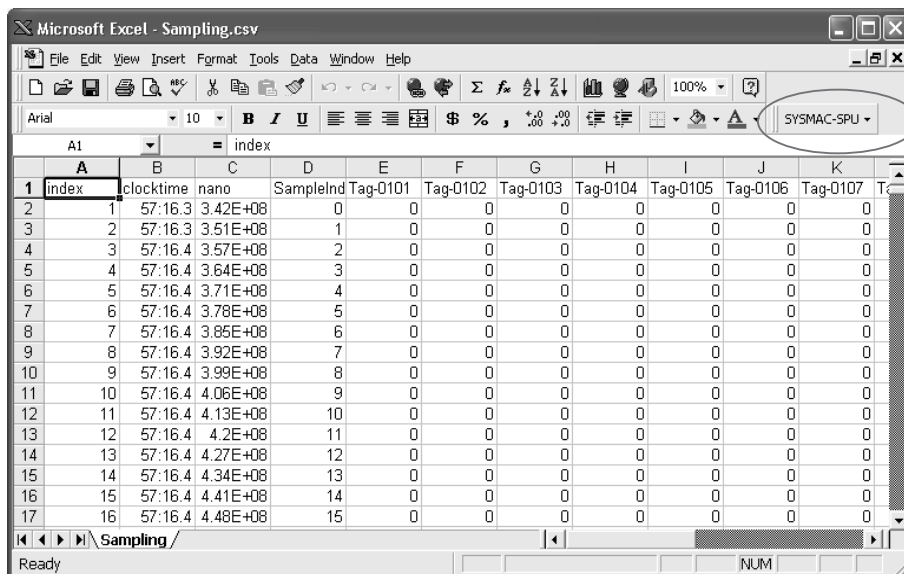 Microsoft Excel - Sampling.csv
File Edit View Insert Format Tools Data Window Help
ABC Σ fx A Z Z A 100% ?
Arial 10 B I U $ % , .00 .00 A SYSMAC-SPU
A1 = index
A B C D E F G H I J K
1 index clocktime nano SampleInd Tag-0101 Tag-0102 Tag-0103 Tag-0104 Tag-0105 Tag-0106 Tag-0107
2 1 57:16.3 3.42E+08 0 0 0 0 0 0 0 0
3 2 57:16.3 3.51E+08 1 0 0 0 0 0 0 0
4 3 57:16.4 3.57E+08 2 0 0 0 0 0 0 0
5 4 57:16.4 3.64E+08 3 0 0 0 0 0 0 0
6 5 57:16.4 3.71E+08 4 0 0 0 0 0 0 0
7 6 57:16.4 3.78E+08 5 0 0 0 0 0 0 0
8 7 57:16.4 3.85E+08 6 0 0 0 0 0 0 0
9 8 57:16.4 3.92E+08 7 0 0 0 0 0 0 0
10 9 57:16.4 3.99E+08 8 0 0 0 0 0 0 0
11 10 57:16.4 4.06E+08 9 0 0 0 0 0 0 0
12 11 57:16.4 4.13E+08 10 0 0 0 0 0 0 0
13 12 57:16.4 4.2E+08 11 0 0 0 0 0 0 0
14 13 57:16.4 4.27E+08 12 0 0 0 0 0 0 0
15 14 57:16.4 4.34E+08 13 0 0 0 0 0 0 0
16 15 57:16.4 4.41E+08 14 0 0 0 0 0 0 0
17 16 57:16.4 4.48E+08 15 0 0 0 0 0 0 0
Sampling
Ready NUM